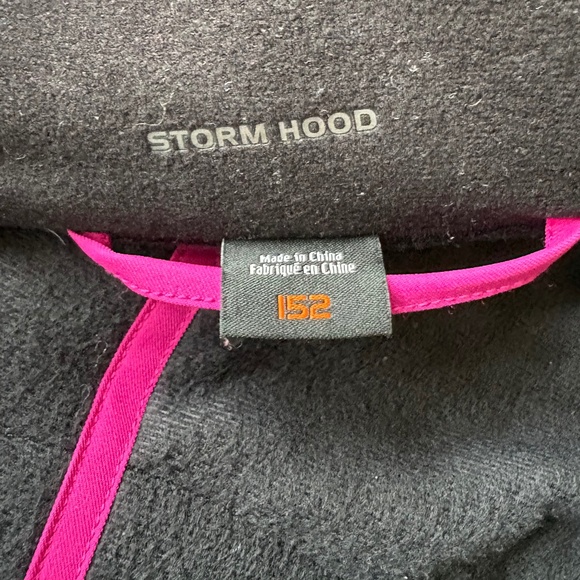 STORM HOOD
Made in China
Fabriqué en Chine
152